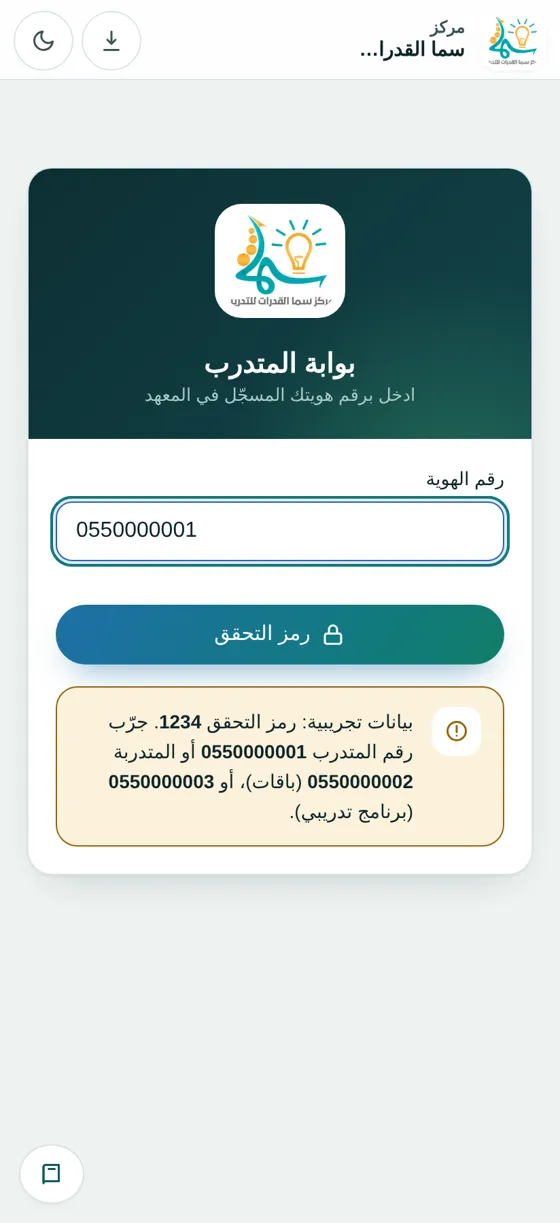 مركز
سما القدرا...
مركز سما القدرات للتدريب
بوابة المتدرب
ادخل برقم هويتك المسجّل في المعهد
رقم الهوية
0550000001
رمز التحقق
بيانات تجريبية: رمز التحقق 1234. جرّب
رقم المتدرب 0550000001 أو المتدربة
0550000002 (باقات)، أو 0550000003
(برنامج تدريبي).